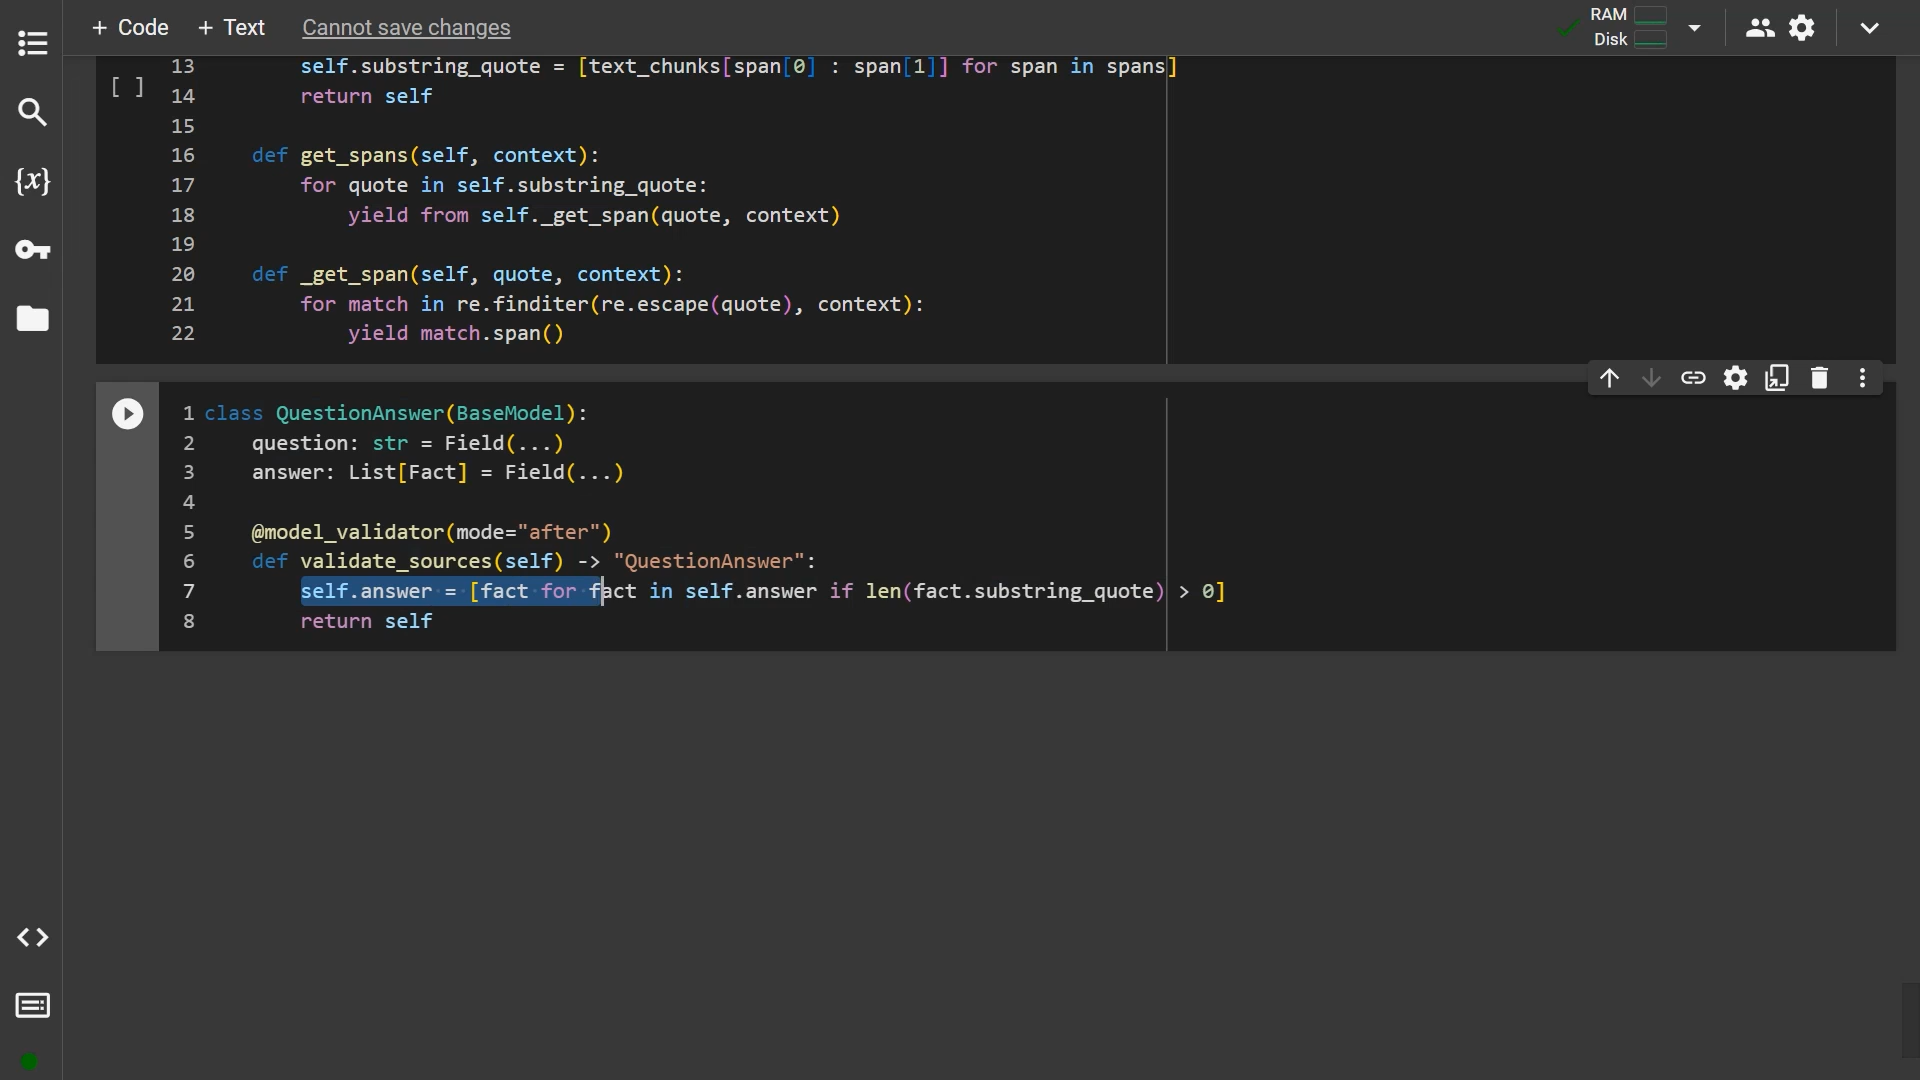 + Code + Text Cannot save changes RAM Disk
[ ] 13 self.substring_quote = [text_chunks[span[0] : span[1]] for span in spans]
14 return self
15
16 def get_spans(self, context):
17 for quote in self.substring_quote:
18 yield from self._get_span(quote, context)
19
20 def _get_span(self, quote, context):
21 for match in re.finditer(re.escape(quote), context):
22 yield match.span()
1 class QuestionAnswer(BaseModel):
2 question: str = Field(...)
3 answer: List[Fact] = Field(...)
4
5 @model_validator(mode="after")
6 def validate_sources(self) -> "QuestionAnswer":
7 self.answer = [fact for fact in self.answer if len(fact.substring_quote) > 0]
8 return self
{x}